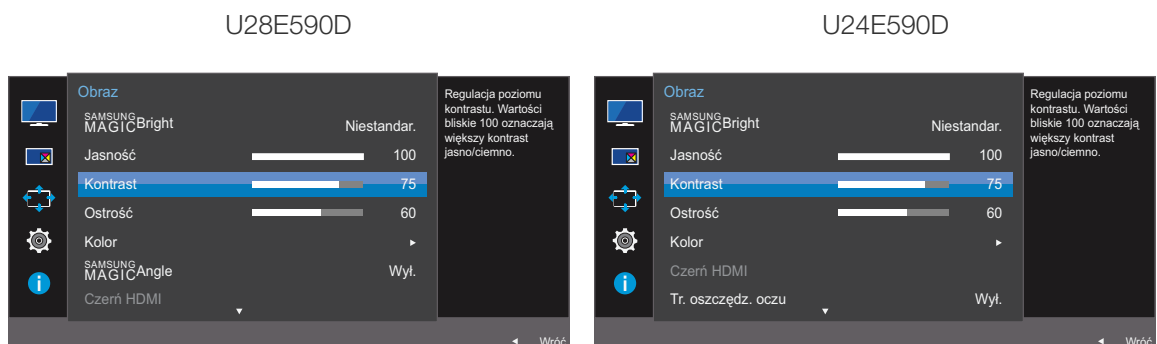 U28E590D
Obraz
SAMSUNG
MAGICBright Niestandar.
Jasność 100
Kontrast 75
Ostrość 60
Kolor
SAMSUNG
MAGICAngle Wył.
Czerń HDMI
Regulacja poziomu
kontrastu. Wartości
bliskie 100 oznaczają
większy kontrast
jasno/ciemno.
Wróć
U24E590D
Obraz
SAMSUNG
MAGICBright Niestandar.
Jasność 100
Kontrast 75
Ostrość 60
Kolor
Czerń HDMI
Tr. oszczędz. oczu Wył.
Regulacja poziomu
kontrastu. Wartości
bliskie 100 oznaczają
większy kontrast
jasno/ciemno.
Wróć